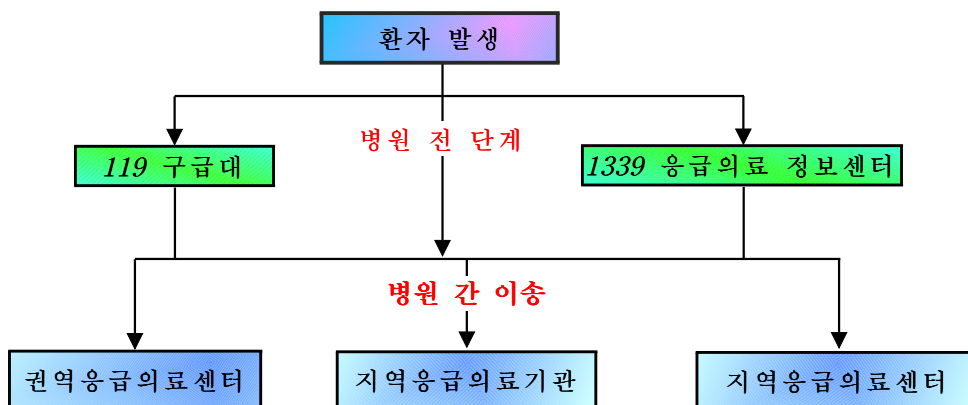 환자 발생
병원 전 단계
119 구급대
1339 응급의료 정보센터
병원 간 이송
권역응급의료센터
지역응급의료기관
지역응급의료센터